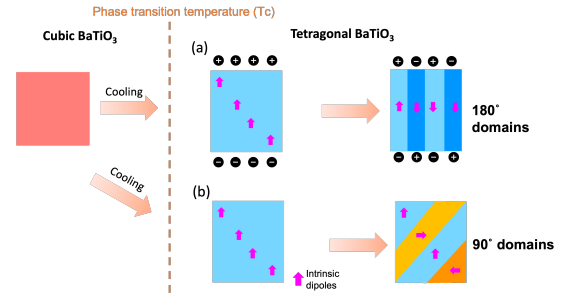 Phase transition temperature (Tc)
Cubic BaTiO₃
Tetragonal BaTiO₃
(a)
+ + + +
+ − + −
Cooling
180˚
domains
− − − −
− + − +
Cooling
(b)
90˚ domains
Intrinsic
dipoles